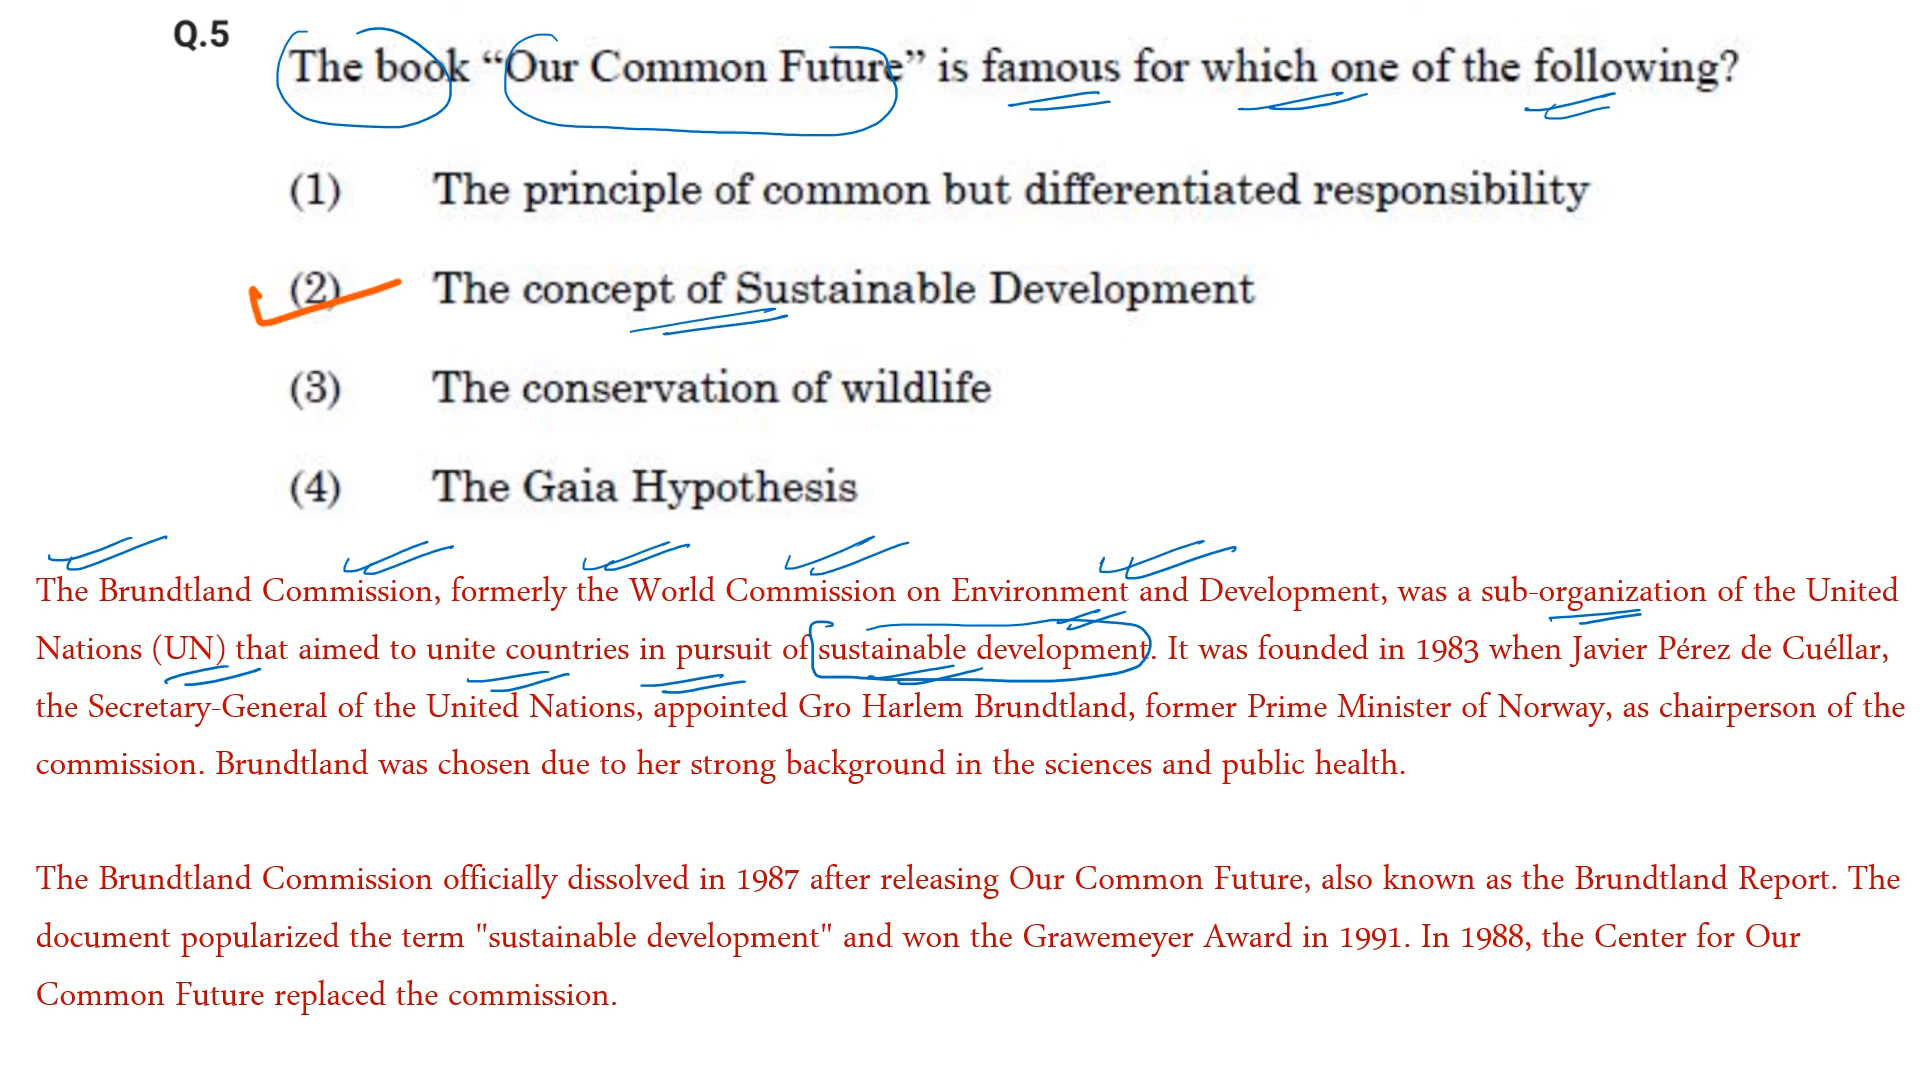 Q.5
The book “Our Common Future” is famous for which one of the following?
(1) The principle of common but differentiated responsibility
(2) The concept of Sustainable Development
(3) The conservation of wildlife
(4) The Gaia Hypothesis
The Brundtland Commission, formerly the World Commission on Environment and Development, was a sub-organization of the United
Nations (UN) that aimed to unite countries in pursuit of sustainable development. It was founded in 1983 when Javier Pérez de Cuéllar,
the Secretary-General of the United Nations, appointed Gro Harlem Brundtland, former Prime Minister of Norway, as chairperson of the
commission. Brundtland was chosen due to her strong background in the sciences and public health.
The Brundtland Commission officially dissolved in 1987 after releasing Our Common Future, also known as the Brundtland Report. The
document popularized the term "sustainable development" and won the Grawemeyer Award in 1991. In 1988, the Center for Our
Common Future replaced the commission.